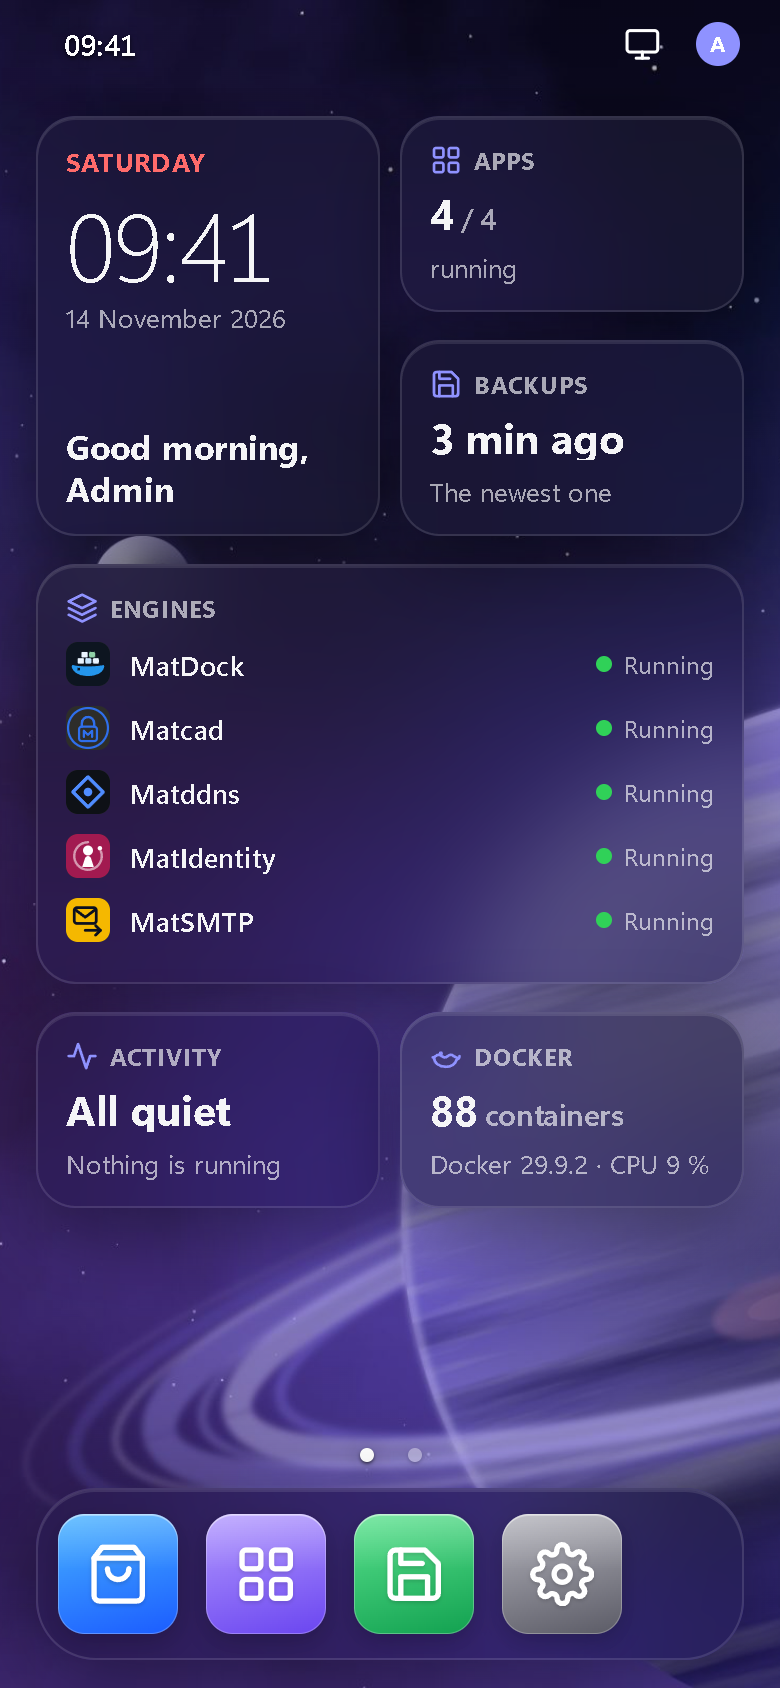 09:41
A
SATURDAY
09:41
14 November 2026
Good morning,
Admin
APPS
4 / 4
running
BACKUPS
3 min ago
The newest one
ENGINES
MatDock Running
Matcad Running
Matddns Running
MatIdentity Running
MatSMTP Running
ACTIVITY
All quiet
Nothing is running
DOCKER
88 containers
Docker 29.9.2 · CPU 9 %